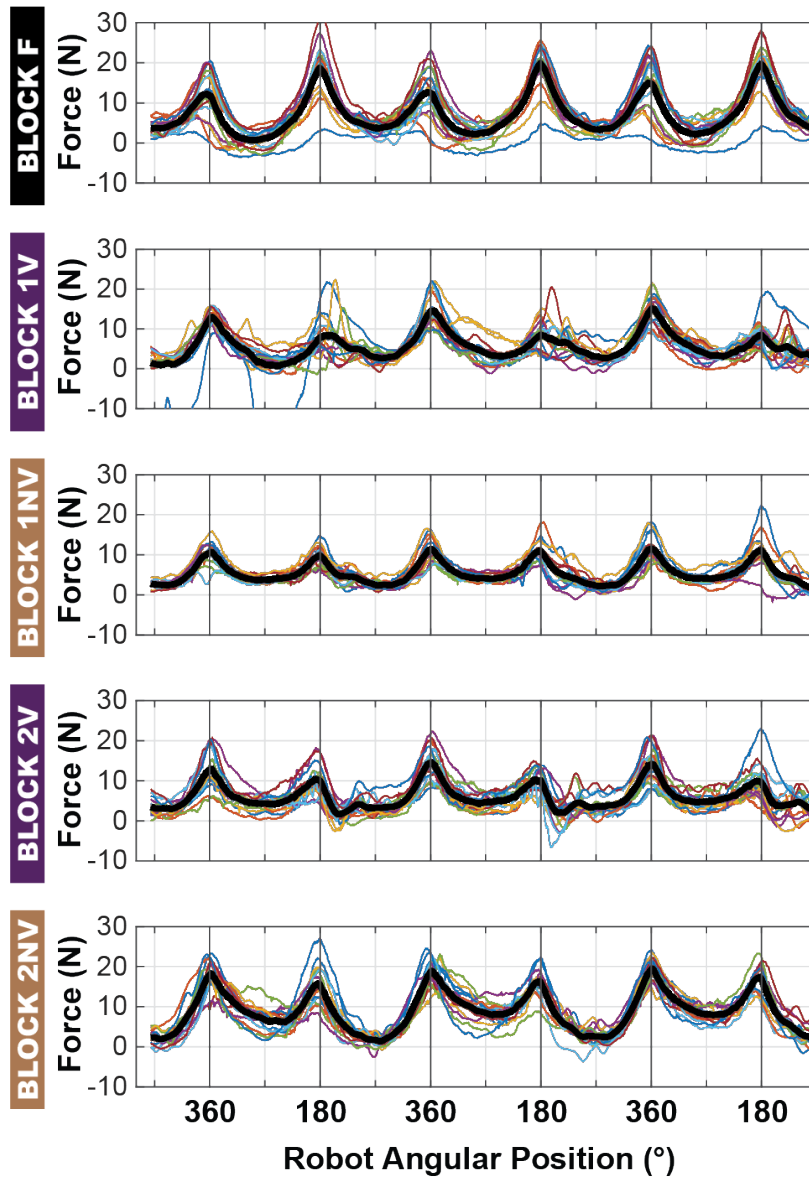 BLOCK F
Force (N)
30
20
10
0
-10
BLOCK 1V
Force (N)
30
20
10
0
-10
BLOCK 1NV
Force (N)
30
20
10
0
-10
BLOCK 2V
Force (N)
30
20
10
0
-10
BLOCK 2NV
Force (N)
30
20
10
0
-10
360 180 360 180 360 180
Robot Angular Position (°)